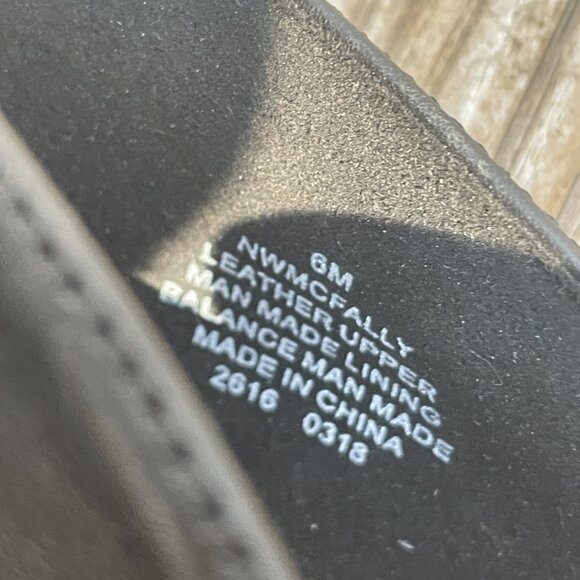 6M
NWMCFALLY
LEATHER UPPER
MAN MADE LINING
BALANCE MAN MADE
MADE IN CHINA
2616 0318